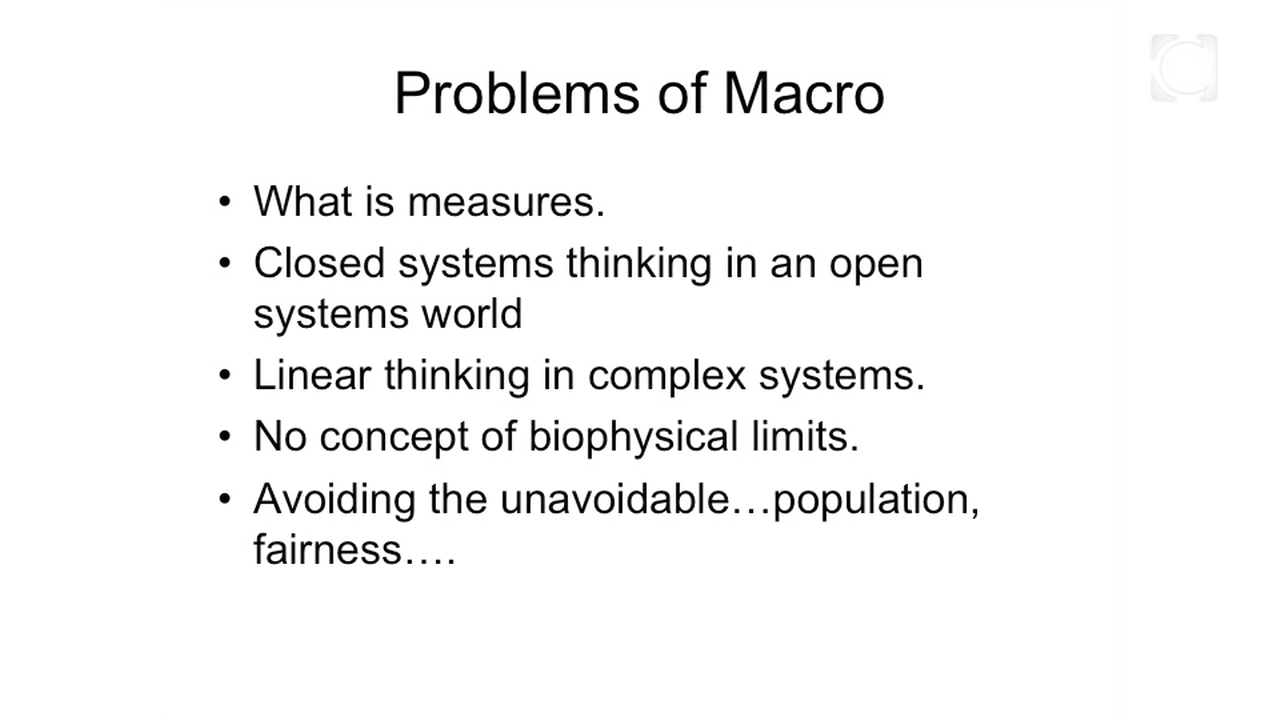 Problems of Macro
• What is measures.
• Closed systems thinking in an open
systems world
• Linear thinking in complex systems.
• No concept of biophysical limits.
• Avoiding the unavoidable…population,
fairness….